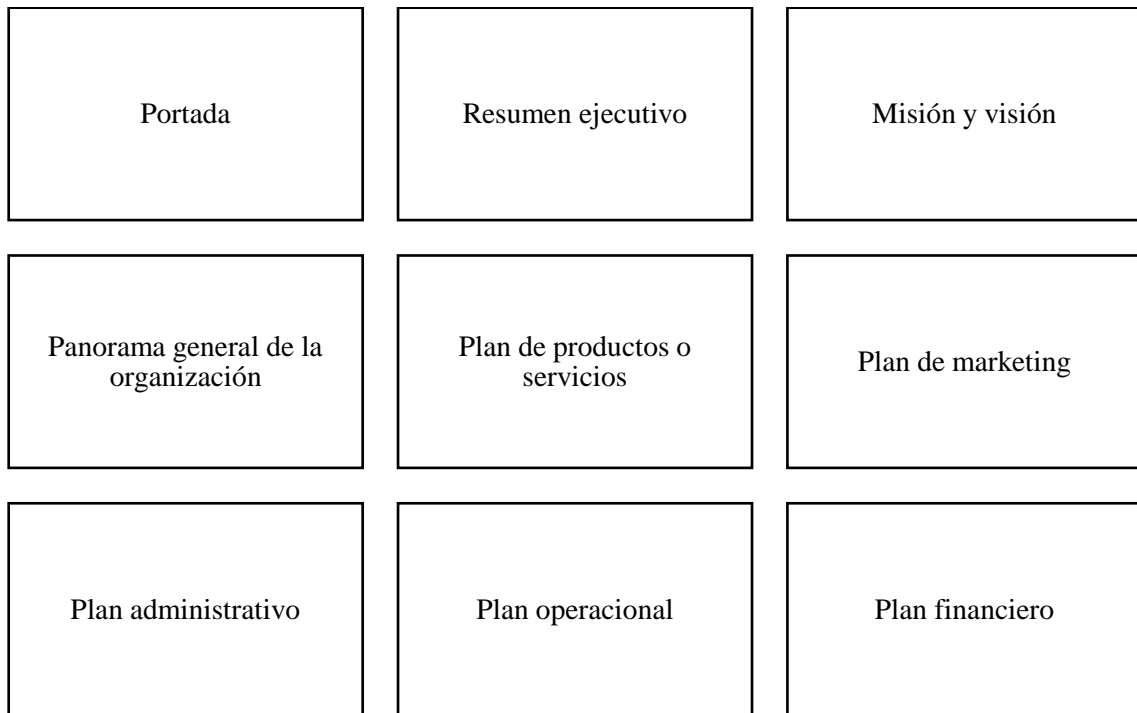 Portada
Resumen ejecutivo
Misión y visión
Panorama general de la
organización
Plan de productos o
servicios
Plan de marketing
Plan administrativo
Plan operacional
Plan financiero